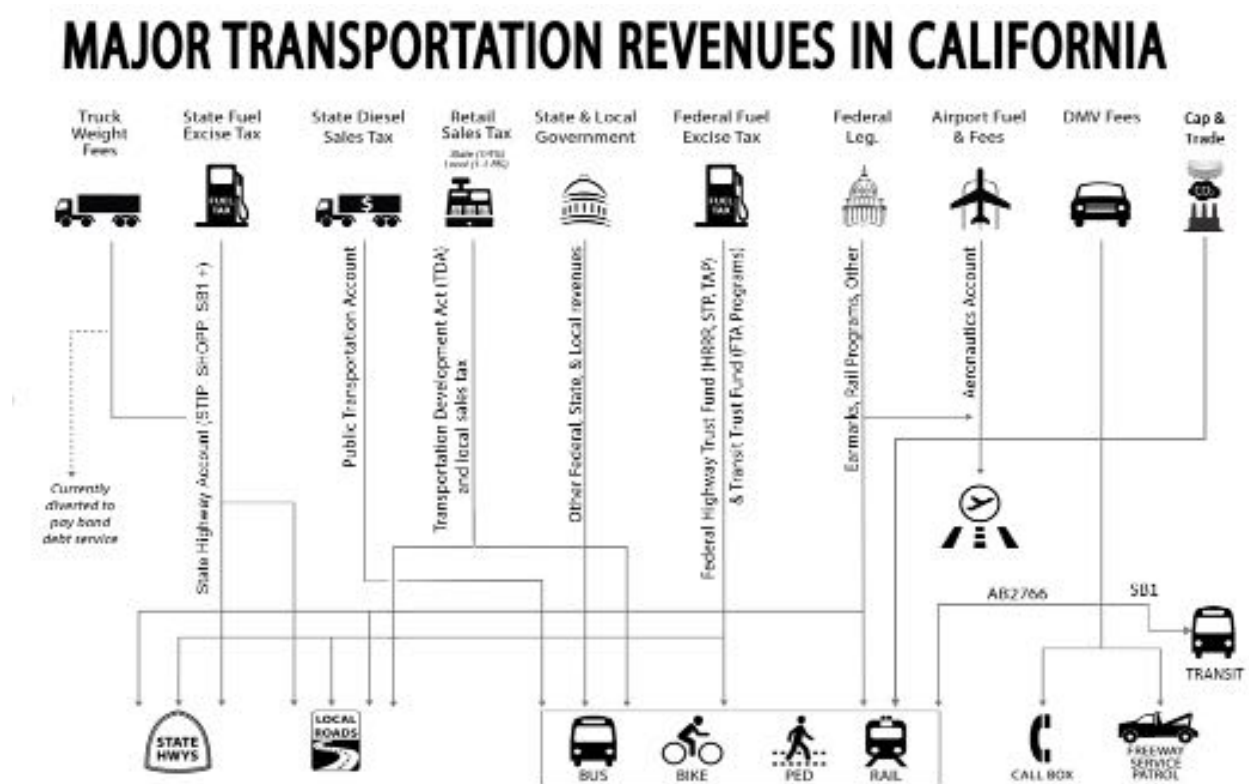 MAJOR TRANSPORTATION REVENUES IN CALIFORNIA
Truck
Weight
Fees
State Fuel
Excise Tax
State Diesel
Sales Tax
Retail
Sales Tax
State & Local
Government
Federal Fuel
Excise Tax
Federal
Leg.
Airport Fuel
& Fees
DMV Fees
Cap &
Trade
FUEL
TAX
$
FUEL
TAX
CO2
State Highway Account (STIP, SHOPP, SB1 +)
Public Transportation Account
Transportation Development Act (TDA)
and local sales tax
Other Federal, State, & Local revenues
Federal Highway Trust Fund (HRRR, STP, TAP)
& Transit Trust Fund (FTA Programs)
Earmarks, Rail Programs, Other
Aeronautics Account
Currently
diverted to
pay bond
debt service
AB2766
SB1
TRANSIT
STATE
HWYS
LOCAL
ROADS
BUS
BIKE
PED
RAIL
CALL BOX
FREEWAY
SERVICE
PATROL